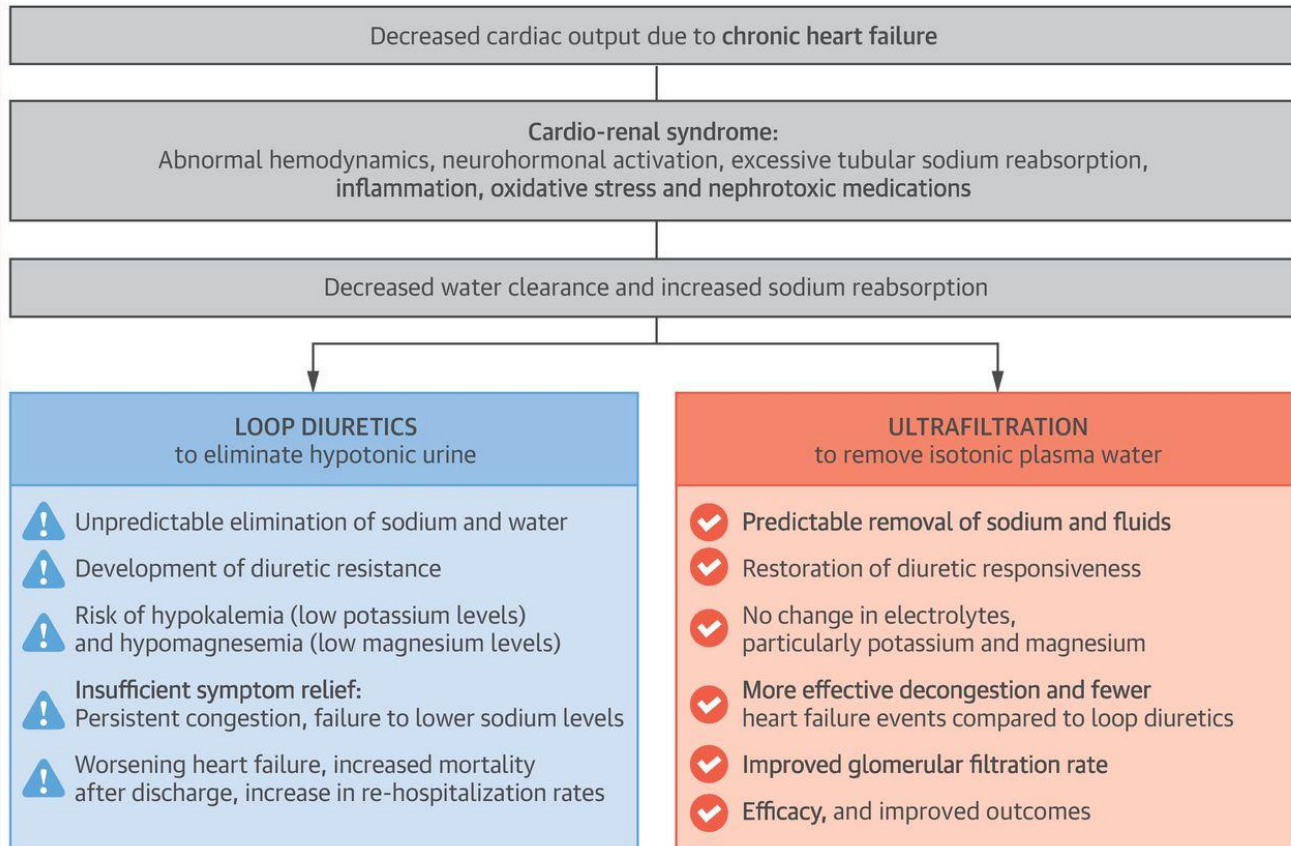 Decreased cardiac output due to chronic heart failure
Cardio-renal syndrome:
Abnormal hemodynamics, neurohormonal activation, excessive tubular sodium reabsorption,
inflammation, oxidative stress and nephrotoxic medications
Decreased water clearance and increased sodium reabsorption
LOOP DIURETICS
to eliminate hypotonic urine
Unpredictable elimination of sodium and water
Development of diuretic resistance
Risk of hypokalemia (low potassium levels)
and hypomagnesemia (low magnesium levels)
Insufficient symptom relief:
Persistent congestion, failure to lower sodium levels
Worsening heart failure, increased mortality
after discharge, increase in re-hospitalization rates
ULTRAFILTRATION
to remove isotonic plasma water
Predictable removal of sodium and fluids
Restoration of diuretic responsiveness
No change in electrolytes,
particularly potassium and magnesium
More effective decongestion and fewer
heart failure events compared to loop diuretics
Improved glomerular filtration rate
Efficacy, and improved outcomes